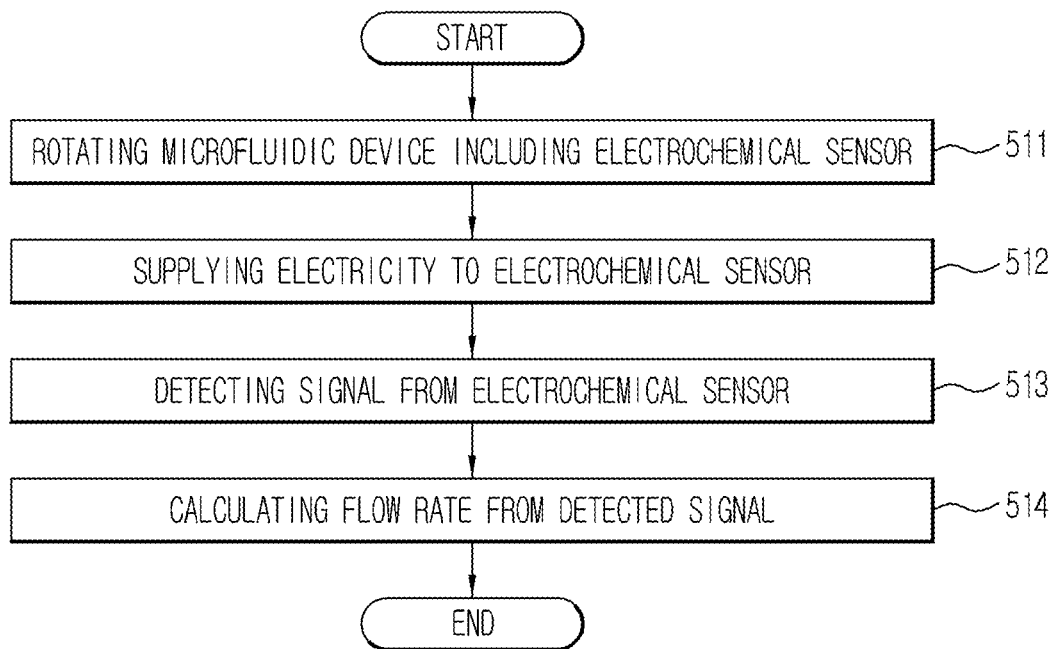 START
ROTATING MICROFLUIDIC DEVICE INCLUDING ELECTROCHEMICAL SENSOR
511
SUPPLYING ELECTRICITY TO ELECTROCHEMICAL SENSOR
512
DETECTING SIGNAL FROM ELECTROCHEMICAL SENSOR
513
CALCULATING FLOW RATE FROM DETECTED SIGNAL
514
END